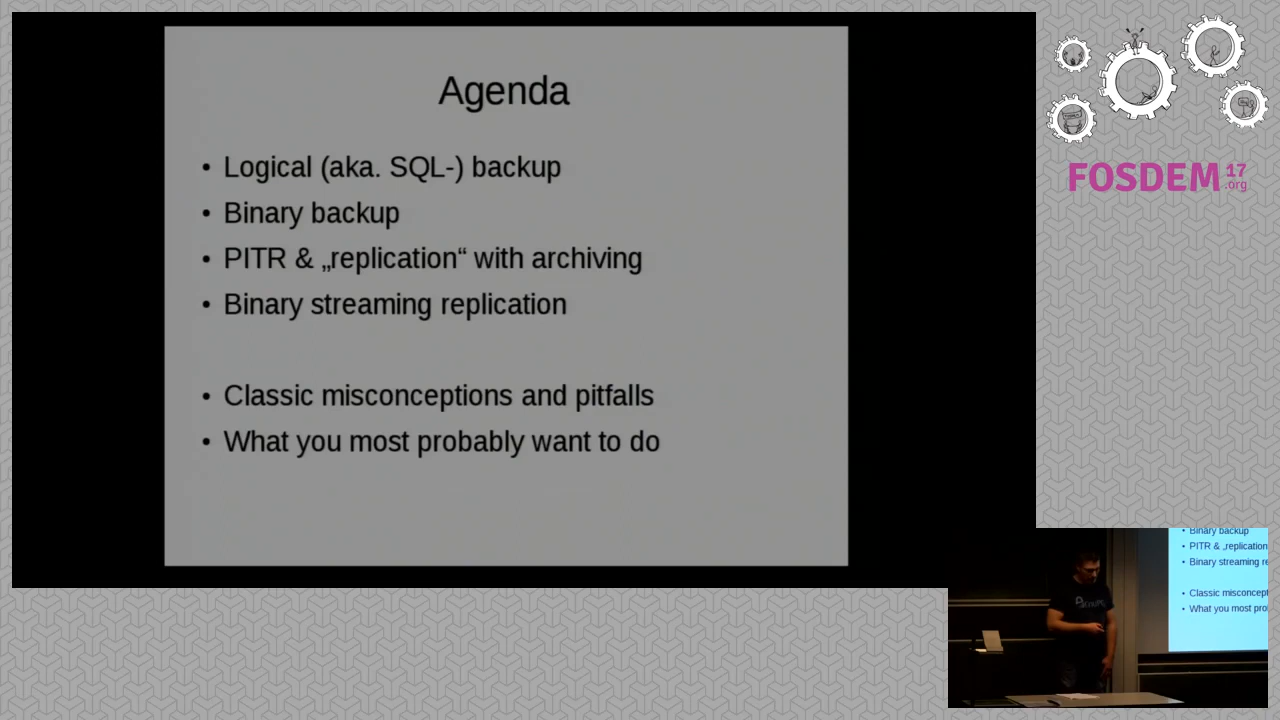 Agenda
• Logical (aka. SQL-) backup
• Binary backup
• PITR & „replication“ with archiving
• Binary streaming replication
• Classic misconceptions and pitfalls
• What you most probably want to do
FOSDEM 17 .org
• Binary backup
• PITR & „replication
• Binary streaming re
• Classic misconcept
• What you most pro